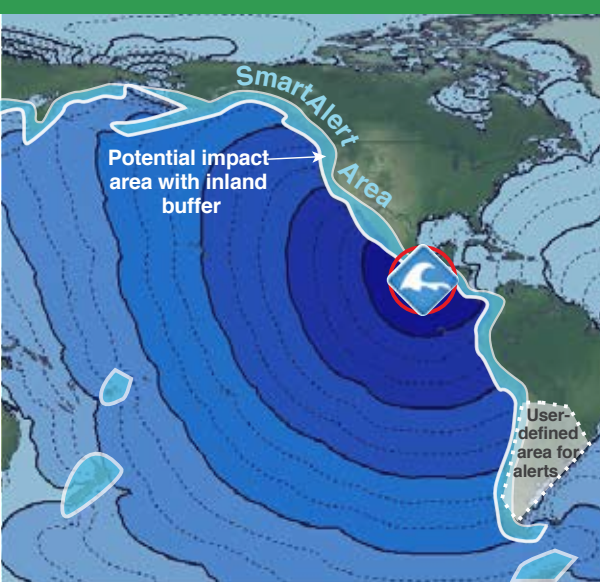 SmartAlert Area
Potential impact
area with inland
buffer
User-
defined
area for
alerts